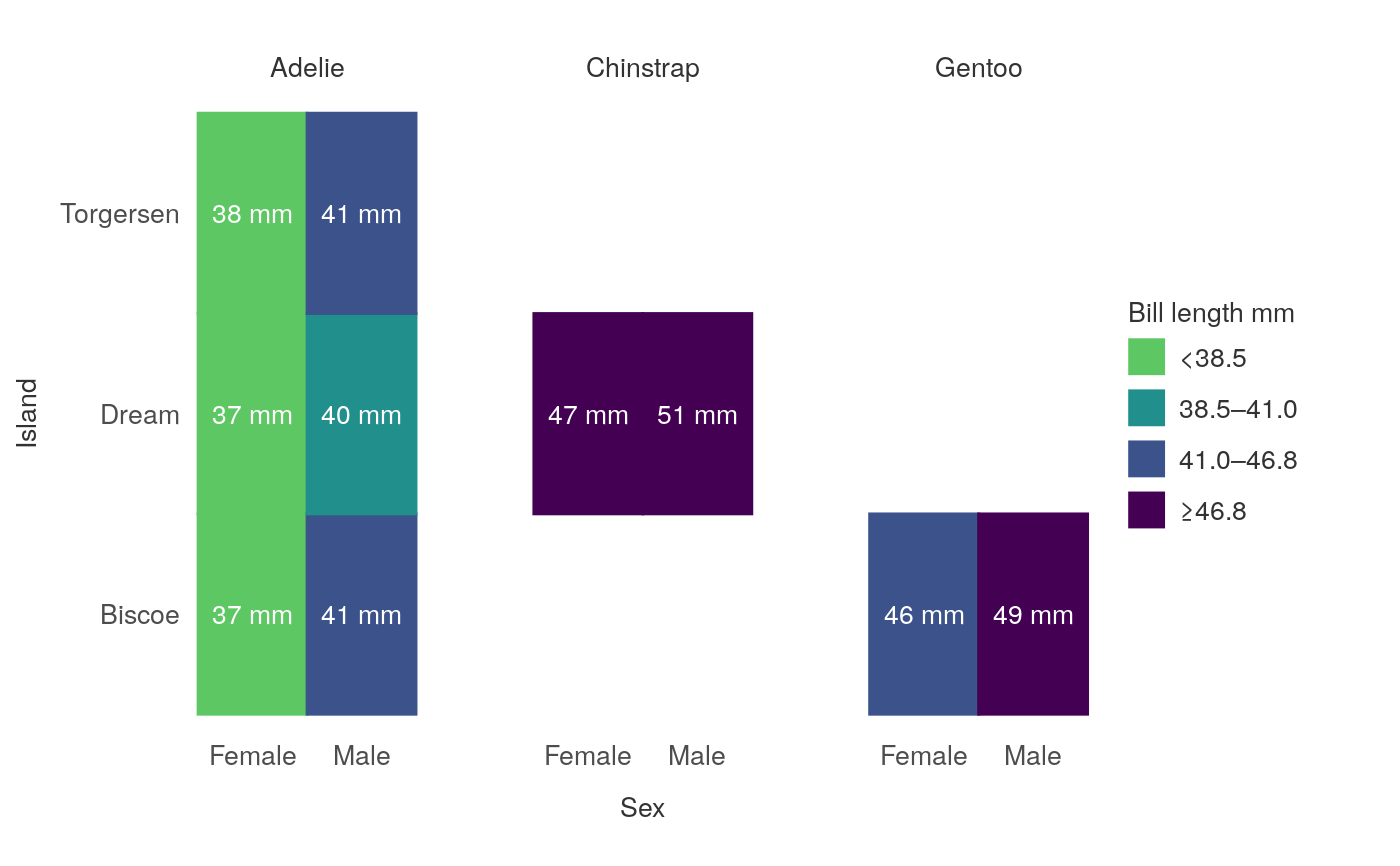 Adelie Chinstrap Gentoo
Torgersen 38 mm 41 mm
Dream 37 mm 40 mm 47 mm 51 mm
Biscoe 37 mm 41 mm 46 mm 49 mm
Female Male Female Male Female Male
Sex
Island
Bill length mm
<38.5
38.5–41.0
41.0–46.8
≥46.8